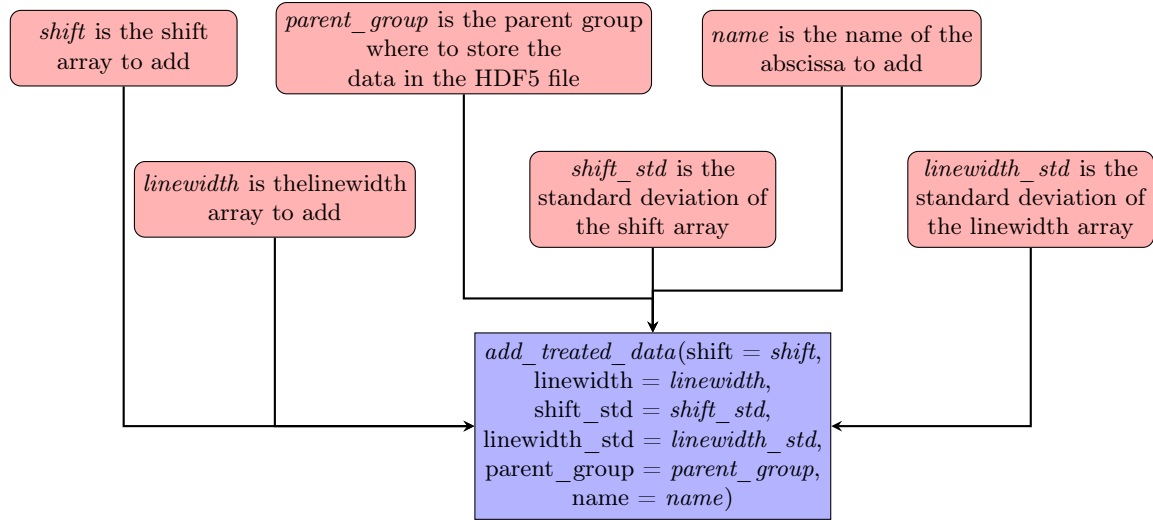 shift is the shift
array to add
parent_group is the parent group
where to store the
data in the HDF5 file
name is the name of the
abscissa to add
linewidth is thelinewidth
array to add
shift_std is the
standard deviation of
the shift array
linewidth_std is the
standard deviation of
the linewidth array
add_treated_data(shift = shift,
linewidth = linewidth,
shift_std = shift_std,
linewidth_std = linewidth_std,
parent_group = parent_group,
name = name)